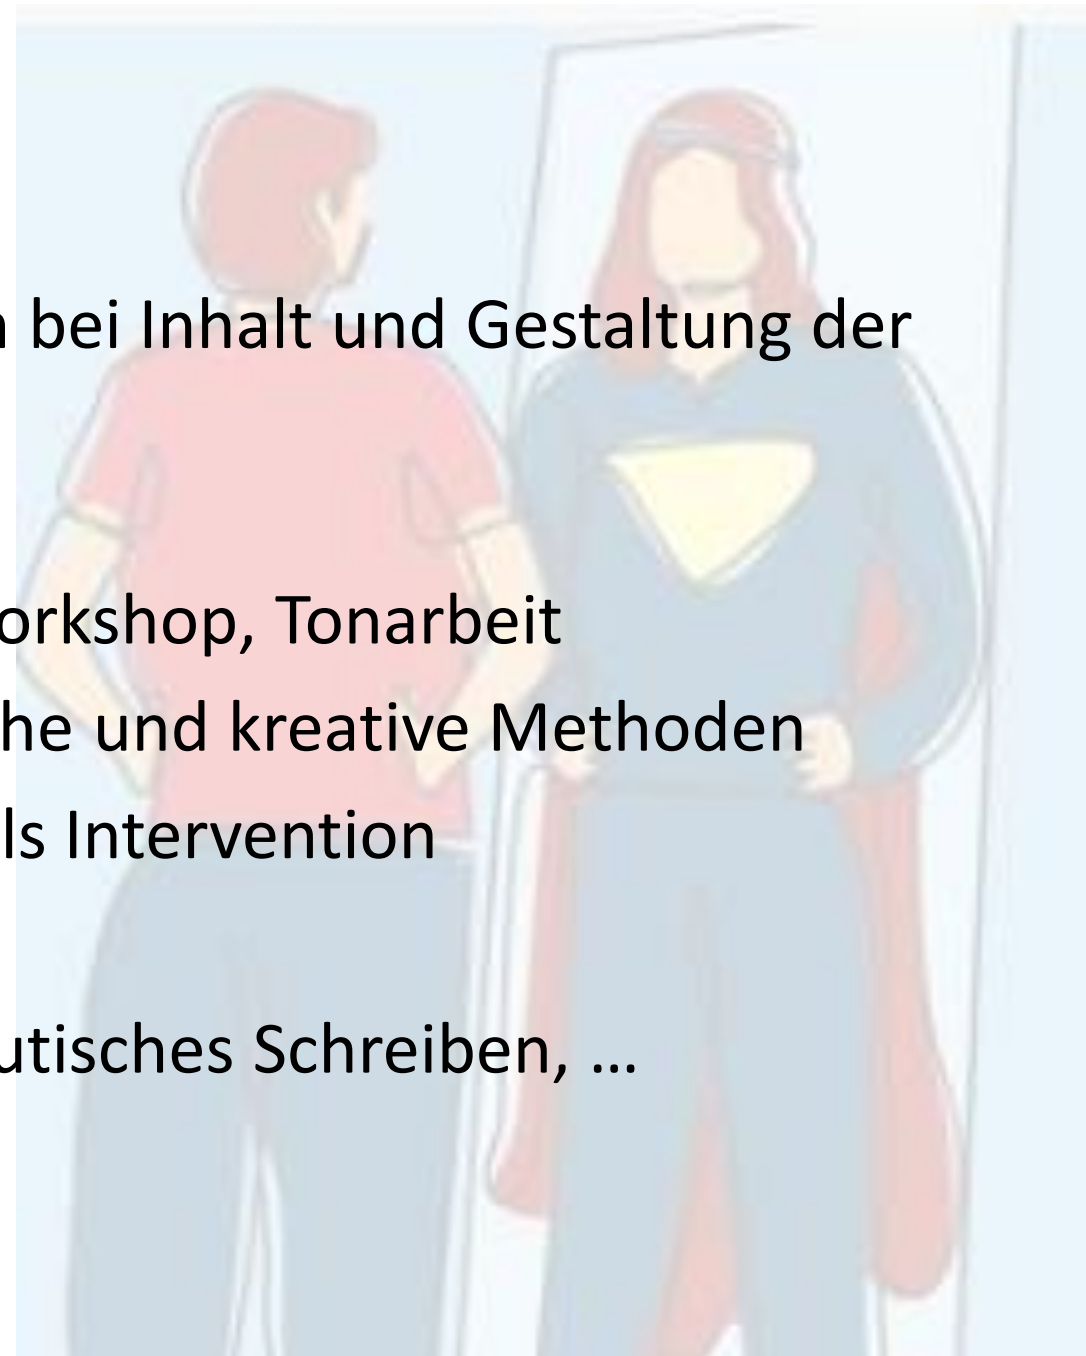 bei Inhalt und Gestaltung der
orkshop, Tonarbeit
he und kreative Methoden
ls Intervention
utisches Schreiben, ...